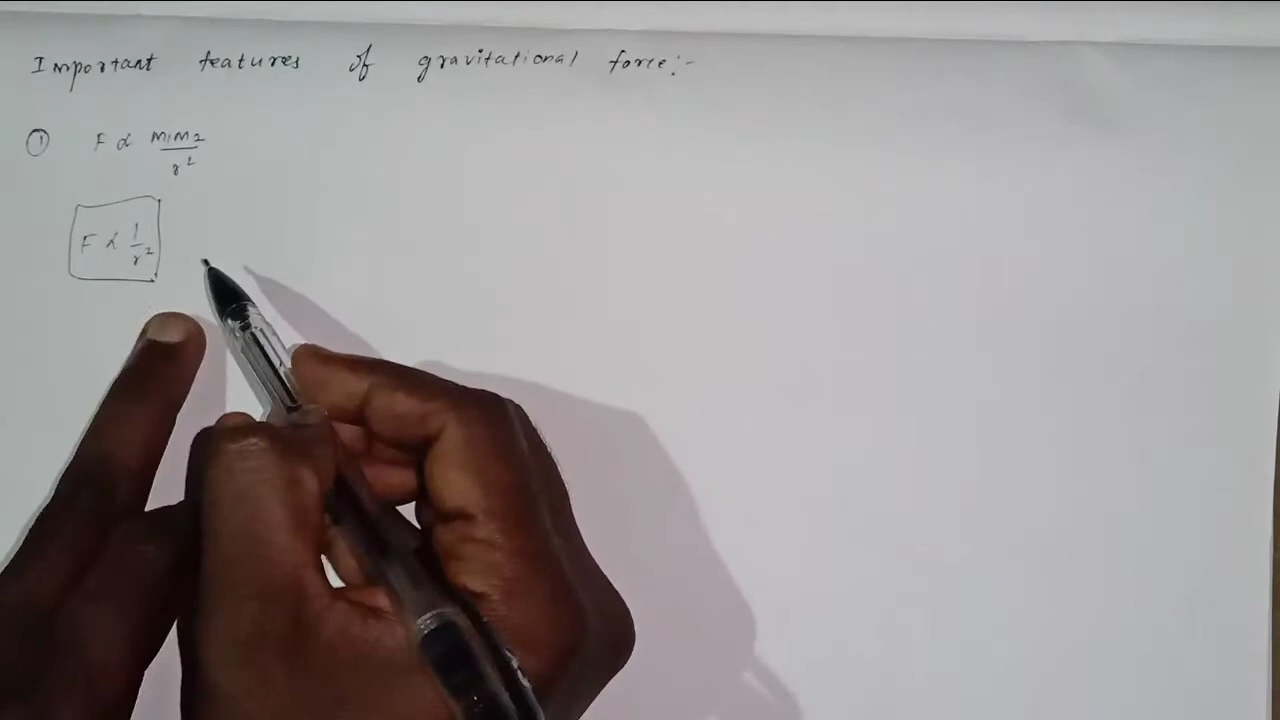 Important features of gravitational force:-
① F ∝ m1m2/r²
F ∝ 1/r²